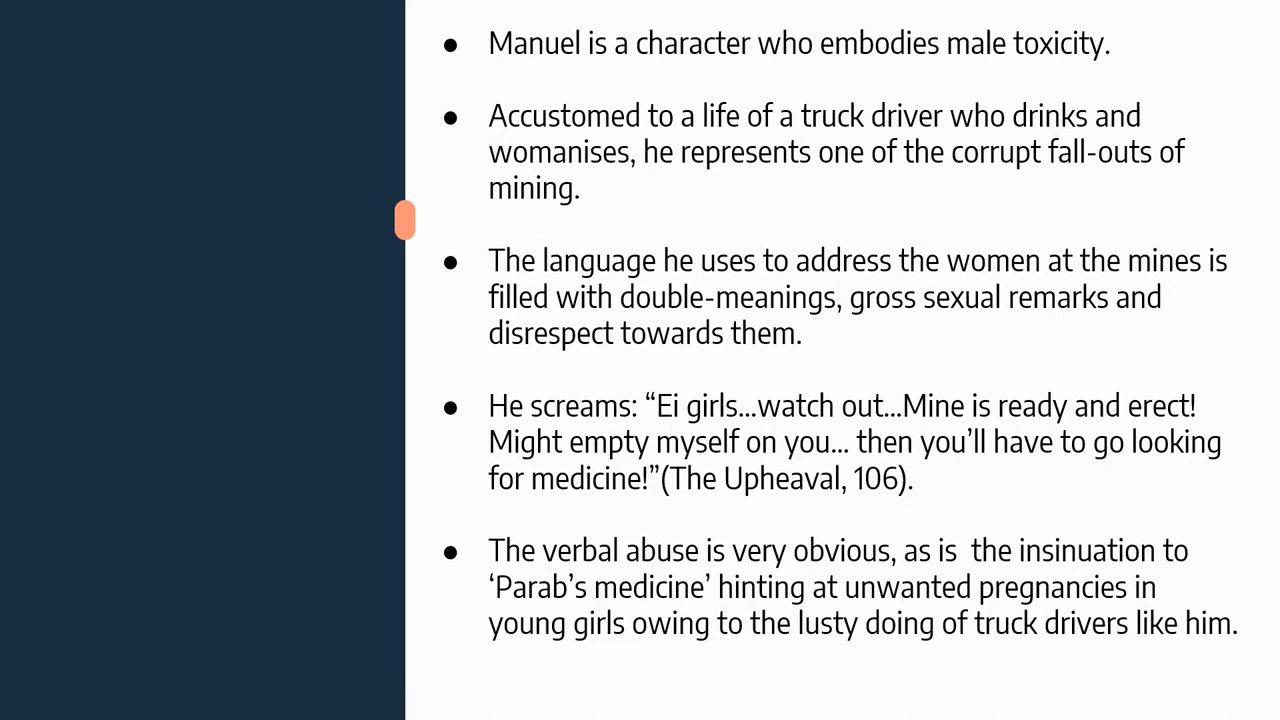 ● Manuel is a character who embodies male toxicity.
● Accustomed to a life of a truck driver who drinks and
womanises, he represents one of the corrupt fall-outs of
mining.
● The language he uses to address the women at the mines is
filled with double-meanings, gross sexual remarks and
disrespect towards them.
● He screams: “Ei girls...watch out...Mine is ready and erect!
Might empty myself on you... then you’ll have to go looking
for medicine!”(The Upheaval, 106).
● The verbal abuse is very obvious, as is  the insinuation to
‘Parab’s medicine’ hinting at unwanted pregnancies in
young girls owing to the lusty doing of truck drivers like him.